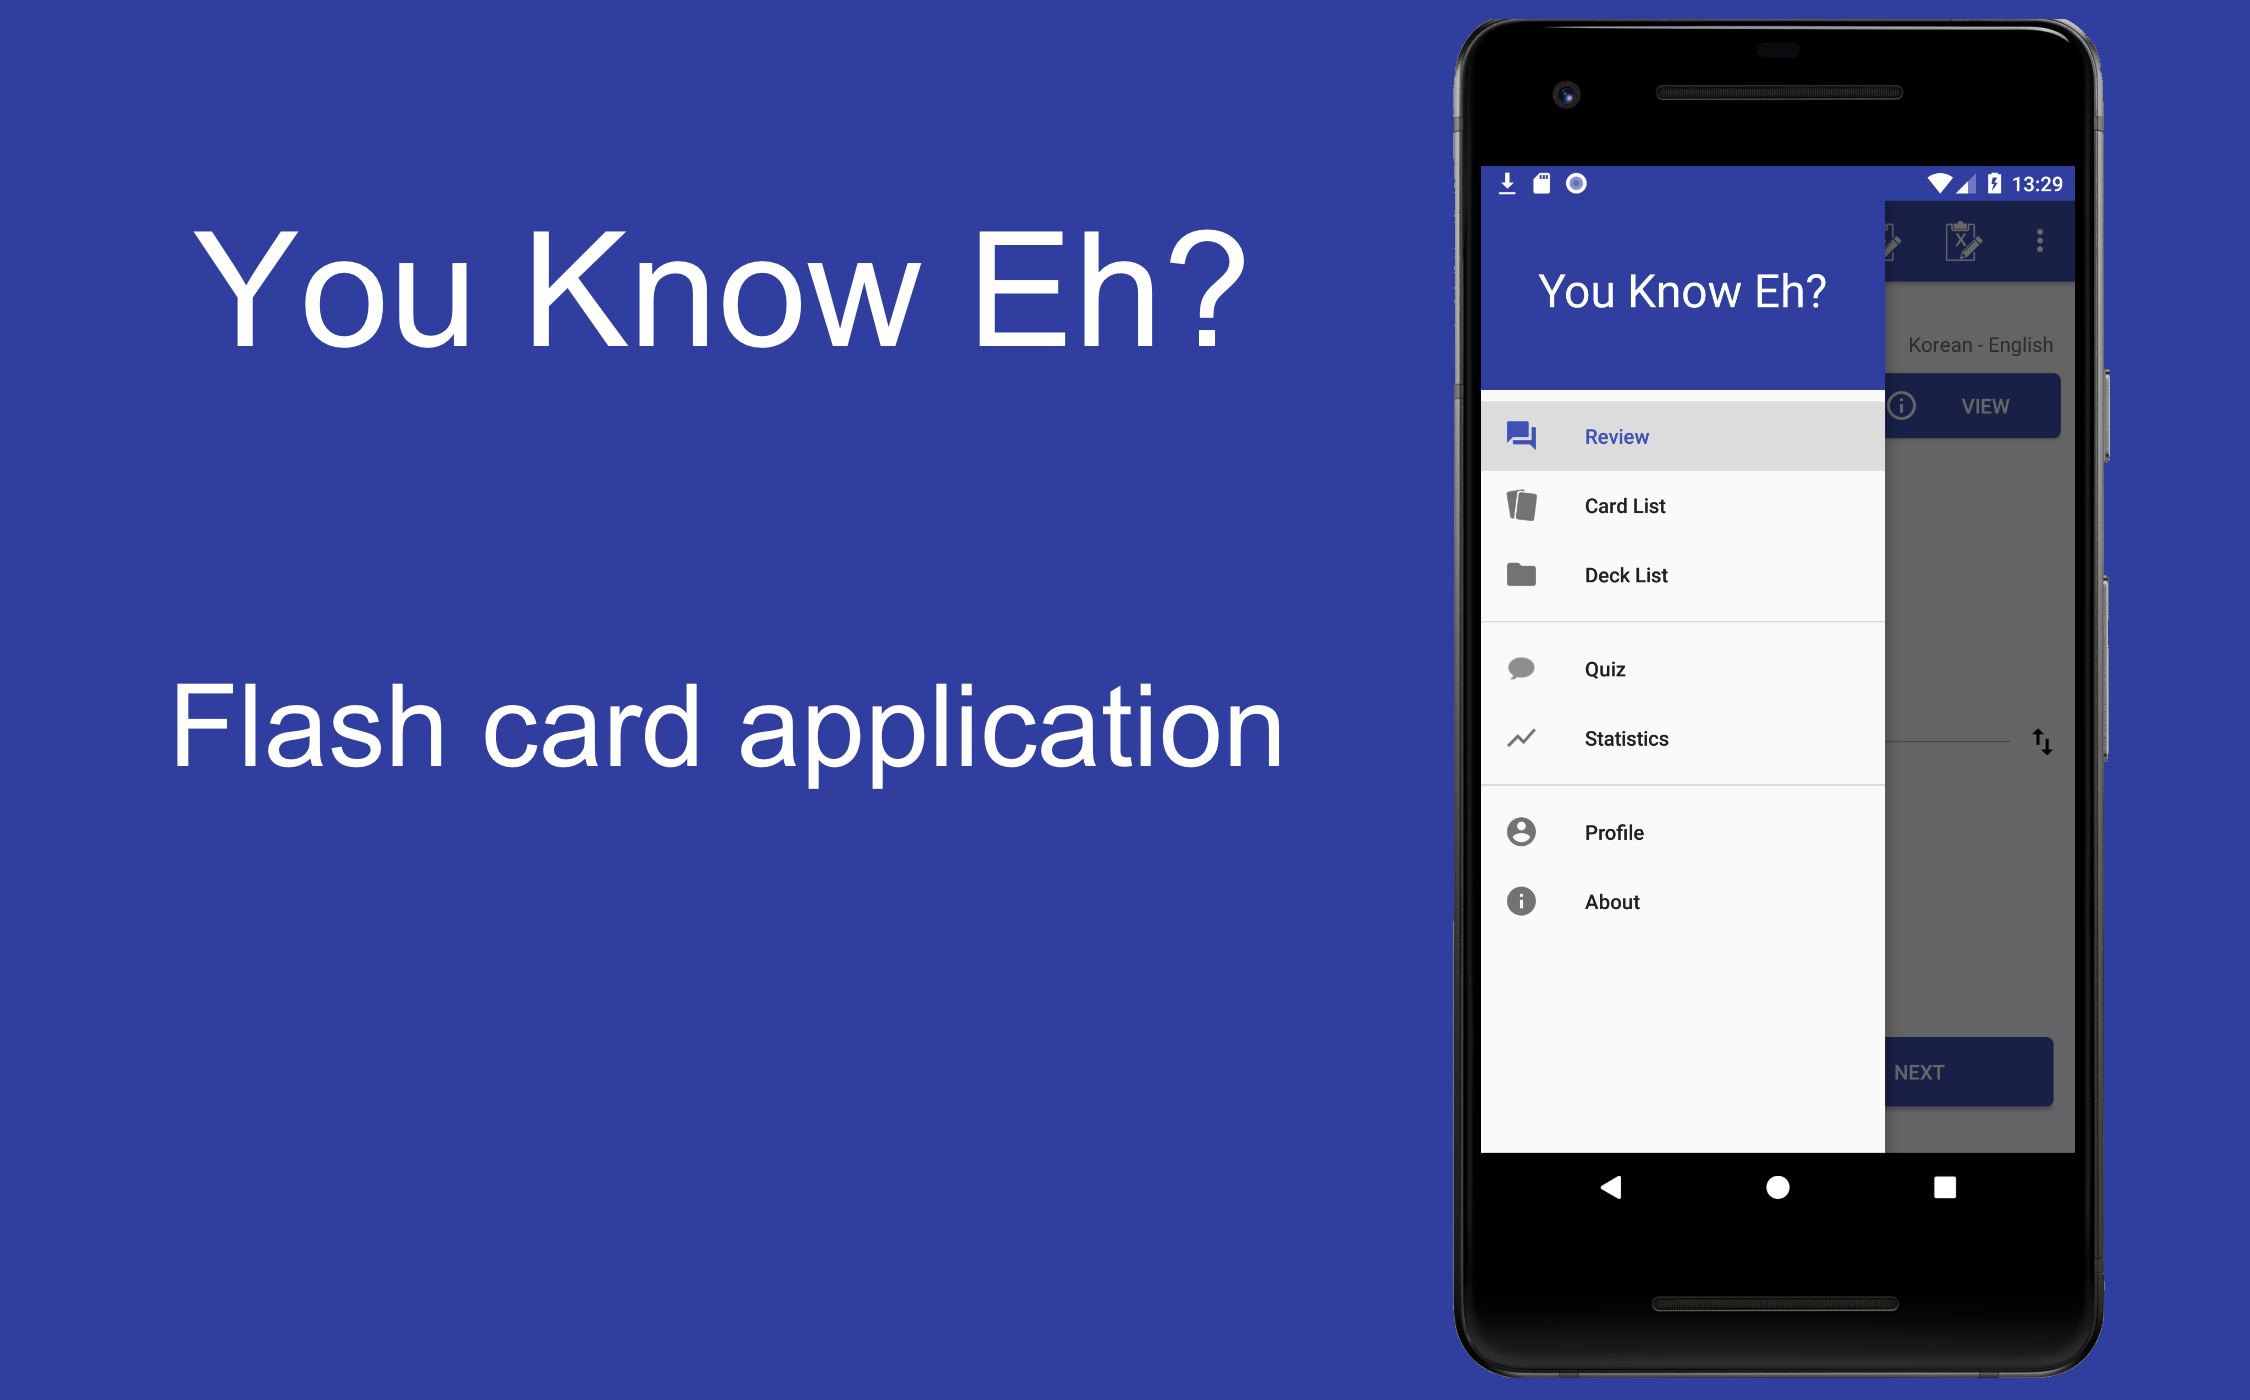 You Know Eh?
Flash card application
13:29
You Know Eh?
Korean - English
VIEW
Review
Card List
Deck List
Quiz
Statistics
Profile
About
NEXT